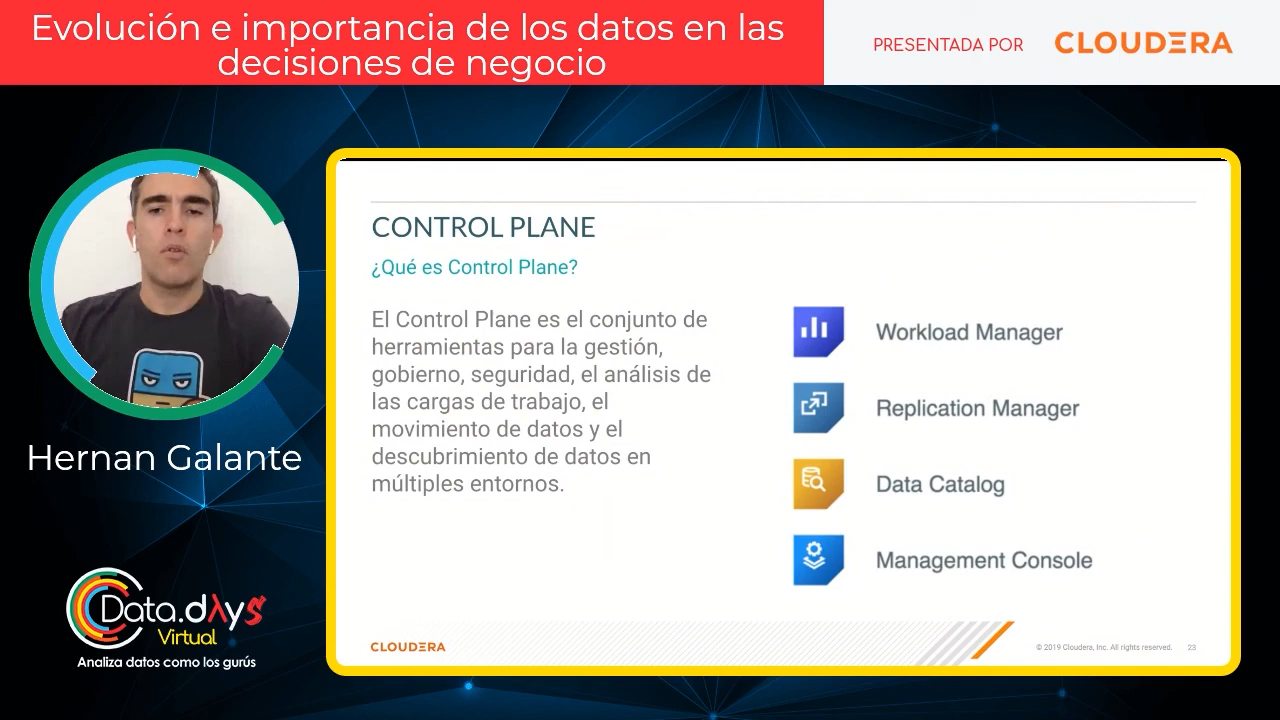 Evolución e importancia de los datos en las
decisiones de negocio
PRESENTADA POR
CLOUDERA
CONTROL PLANE
¿Qué es Control Plane?
El Control Plane es el conjunto de
herramientas para la gestión,
gobierno, seguridad, el análisis de
las cargas de trabajo, el
movimiento de datos y el
descubrimiento de datos en
múltiples entornos.
Workload Manager
Replication Manager
Data Catalog
Management Console
CLOUDERA
© 2019 Cloudera, Inc. All rights reserved.
23
Hernan Galante
Data.dAys
Virtual
Analiza datos como los gurús